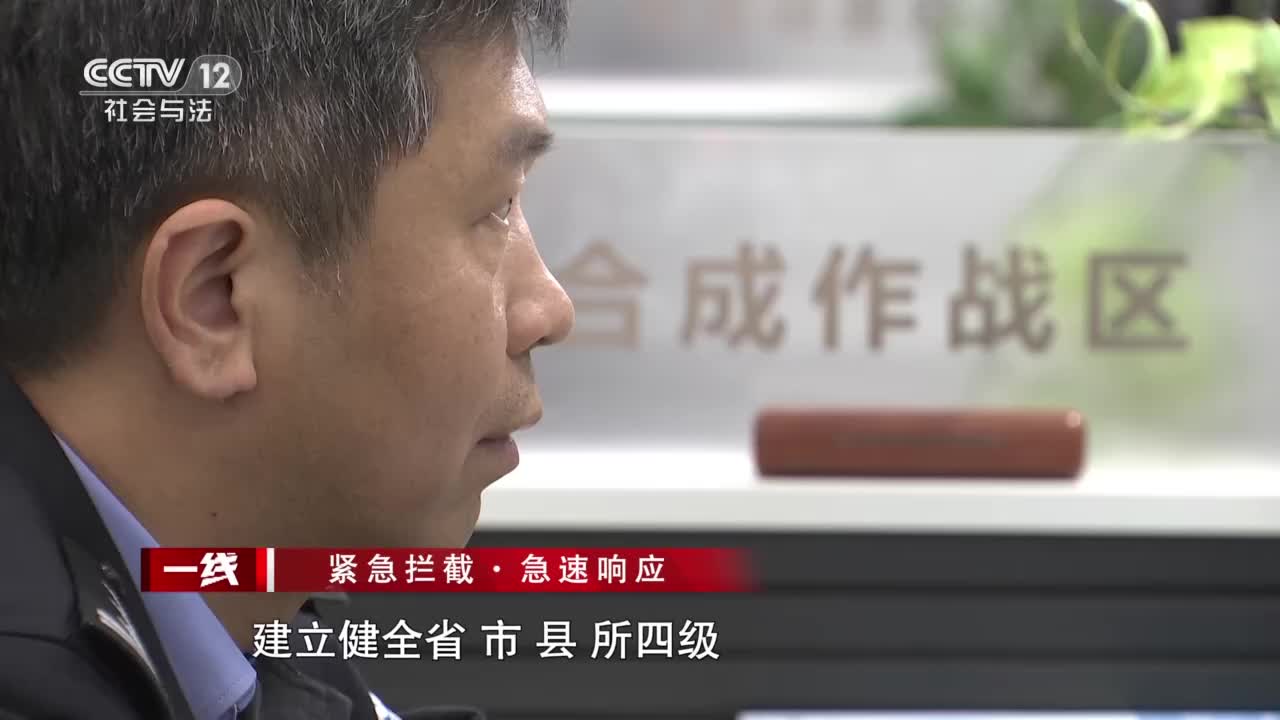 CCTV 12
社会与法
合成作战区
一线
紧急拦截·急速响应
建立健全省 市 县 所四级